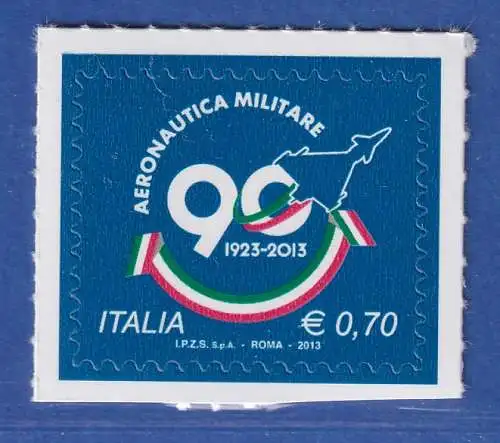 AERONAUTICA MILITARE
90
1923-2013
ITALIA € 0,70
I.P.Z.S. S.p.A. - ROMA - 2013